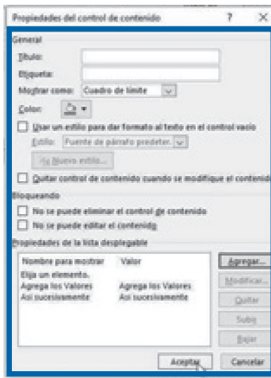 Propiedades del control de contenido ? ×
General
Título:
Etiqueta:
Mostrar como: Cuadro de límite
Color:
Usar un estilo para dar formato al texto en el control vacío
Estilo: Fuente de párrafo predeter.
Nuevo estilo...
Quitar control de contenido cuando se modifique el contenido
Bloqueando
No se puede eliminar el control de contenido
No se puede editar el contenido
Propiedades de la lista desplegable
Nombre para mostrar Valor
Elija un elemento.
Agrega los Valores Agrega los Valores
Asi sucesivamente Asi sucesivamente
Agregar...
Modificar...
Quitar
Subir
Bajar
Aceptar Cancelar